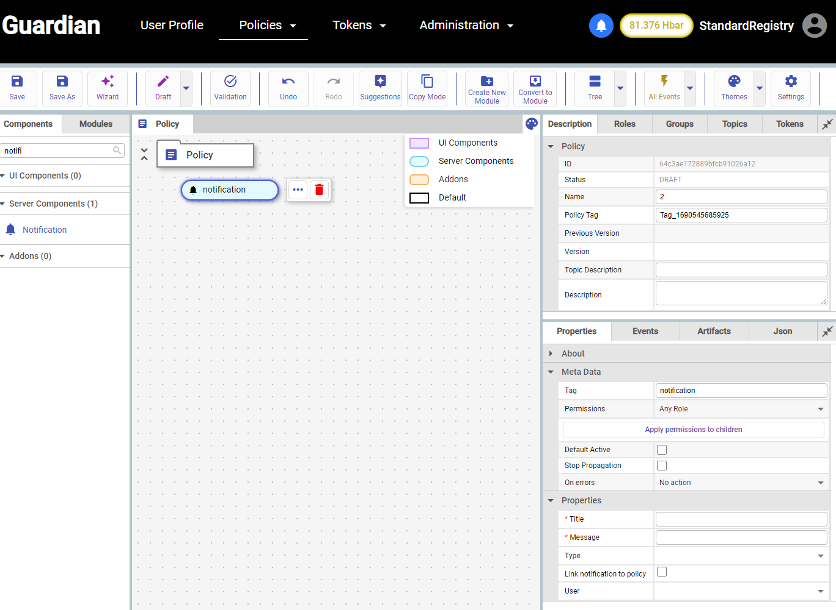 Guardian
User Profile
Policies
Tokens
Administration
81.376 Hbar
StandardRegistry
Save
Save As
Wizard
Draft
Validation
Undo
Redo
Suggestions
Copy Mode
Create New Module
Convert to Module
Tree
All Events
Themes
Settings
Components
Modules
notifi
UI Components (0)
Server Components (1)
Notification
Addons (0)
Policy
Policy
notification
UI Components
Server Components
Addons
Default
Description
Roles
Groups
Topics
Tokens
Policy
ID
64c3ae172889bfcb91026a12
Status
DRAFT
Name
2
Policy Tag
Tag_1690545685925
Previous Version
Version
Topic Description
Description
Properties
Events
Artifacts
Json
About
Meta Data
Tag
notification
Permissions
Any Role
Apply permissions to children
Default Active
Stop Propagation
On errors
No action
Properties
* Title
* Message
Type
Link notification to policy
User